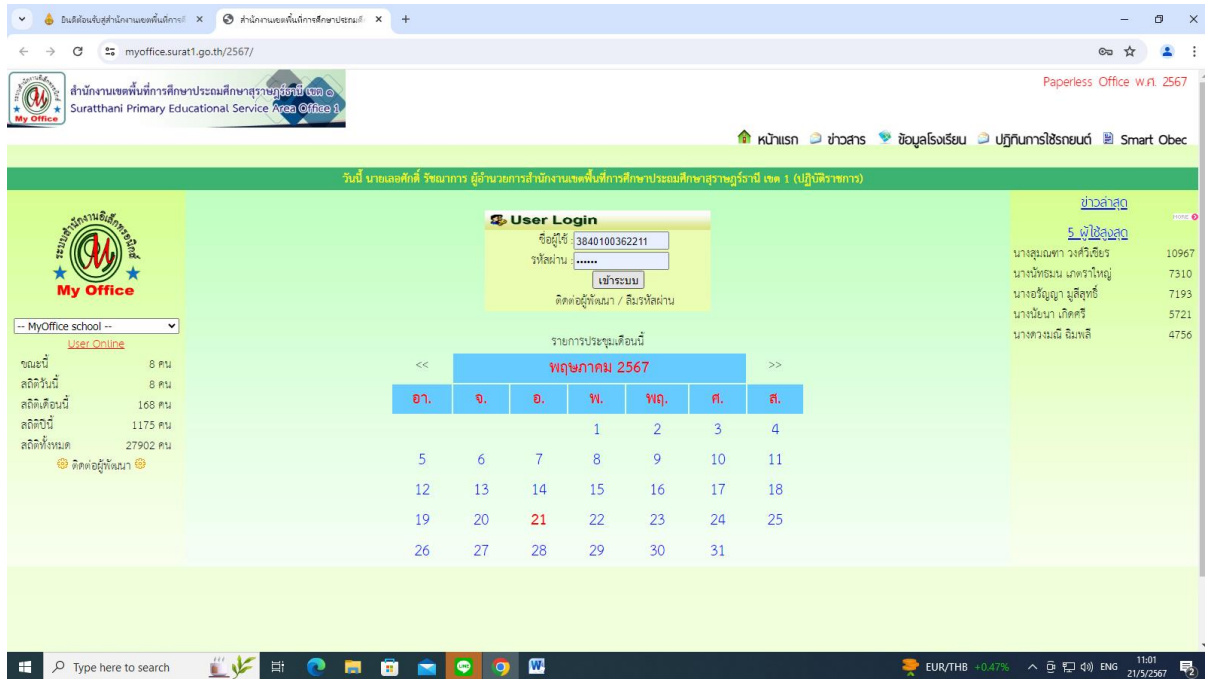 อินดีต้อนรับสู่สำนักงานเขตพื้นที่การศึ
สำนักงานเขตพื้นที่การศึกษาประถมศึ
myoffice.surat1.go.th/2567/
สำนักงานเขตพื้นที่การศึกษาประถมศึกษาสุราษฎร์ธานี เขต ๑
Suratthani Primary Educational Service Area Office 1
My Office
Paperless Office พ.ศ. 2567
หน้าแรก ข่าวสาร ข้อมูลโรงเรียน ปฏิทินการใช้รถยนต์ Smart Obec
วันนี้ นายเลอศักดิ์ รัชณาการ ผู้อำนวยการสำนักงานเขตพื้นที่การศึกษาประถมศึกษาสุราษฎร์ธานี เขต 1 (ปฏิบัติราชการ)
ระบบสำนักงานอิเล็กทรอนิกส์
My Office
-- MyOffice school --
User Online
ขณะนี้ 8 คน
สถิติวันนี้ 8 คน
สถิติเดือนนี้ 168 คน
สถิติปีนี้ 1175 คน
สถิติทั้งหมด 27902 คน
ติดต่อผู้พัฒนา
User Login
ชื่อผู้ใช้ : 3840100362211
รหัสผ่าน : ••••••
เข้าระบบ
ติดต่อผู้พัฒนา / ลืมรหัสผ่าน
รายการประชุมเดือนนี้
<< พฤษภาคม 2567 >>
อา. จ. อ. พ. พฤ. ศ. ส.
1 2 3 4
5 6 7 8 9 10 11
12 13 14 15 16 17 18
19 20 21 22 23 24 25
26 27 28 29 30 31
ข่าวล่าสุด
MORE
5 ผู้ใช้สูงสุด
นางสุมณฑา วงศ์วิเชียร 10967
นางนัทธมน เภตราใหญ่ 7310
นางอรัญญา มูสีสุทธิ์ 7193
นางนัยนา เกิดศรี 5721
นางดวงมณี ฉิมพลี 4756
Type here to search
EUR/THB +0.47%
ENG
11:01
21/5/2567
2